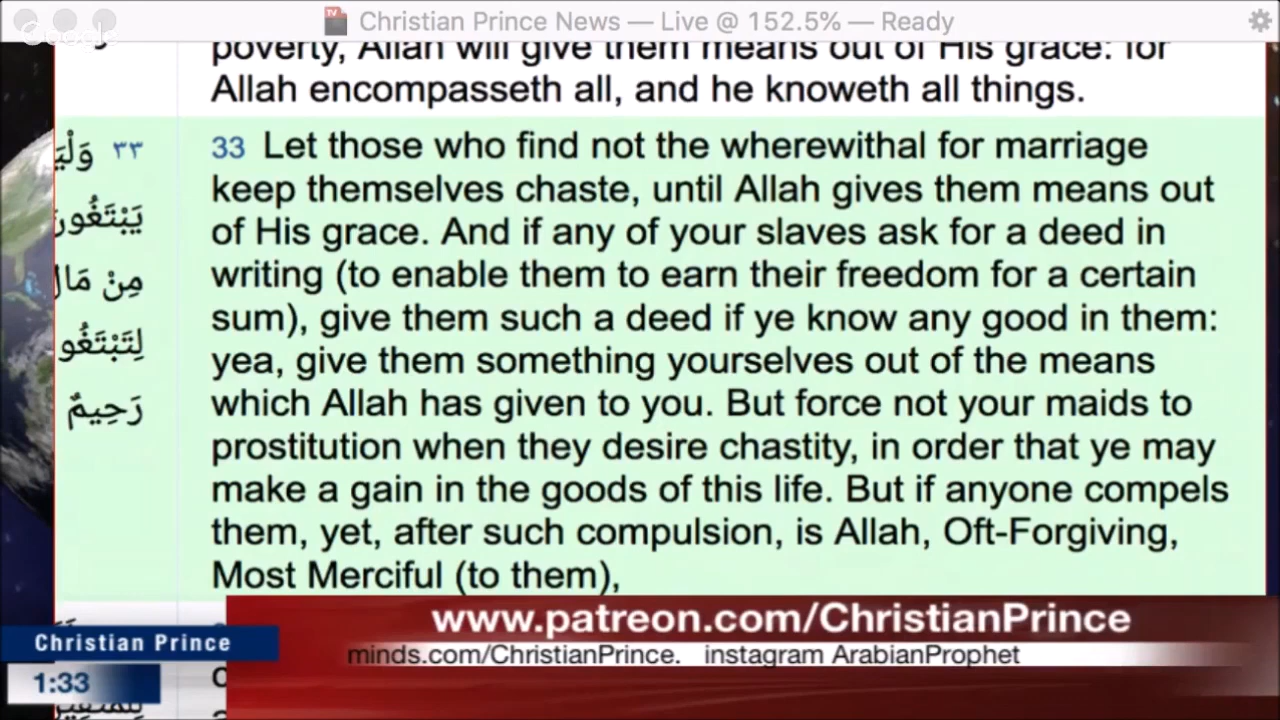 Christian Prince News — Live @ 152.5% — Ready
Google
poverty, Allah will give them means out of His grace: for
Allah encompasseth all, and he knoweth all things.
33 Let those who find not the wherewithal for marriage
keep themselves chaste, until Allah gives them means out
of His grace. And if any of your slaves ask for a deed in
writing (to enable them to earn their freedom for a certain
sum), give them such a deed if ye know any good in them:
yea, give them something yourselves out of the means
which Allah has given to you. But force not your maids to
prostitution when they desire chastity, in order that ye may
make a gain in the goods of this life. But if anyone compels
them, yet, after such compulsion, is Allah, Oft-Forgiving,
Most Merciful (to them),
٣٣
مِنْ
رَحِيمٌ
www.patreon.com/ChristianPrince
Christian Prince
minds.com/ChristianPrince. instagram ArabianProphet
1:33